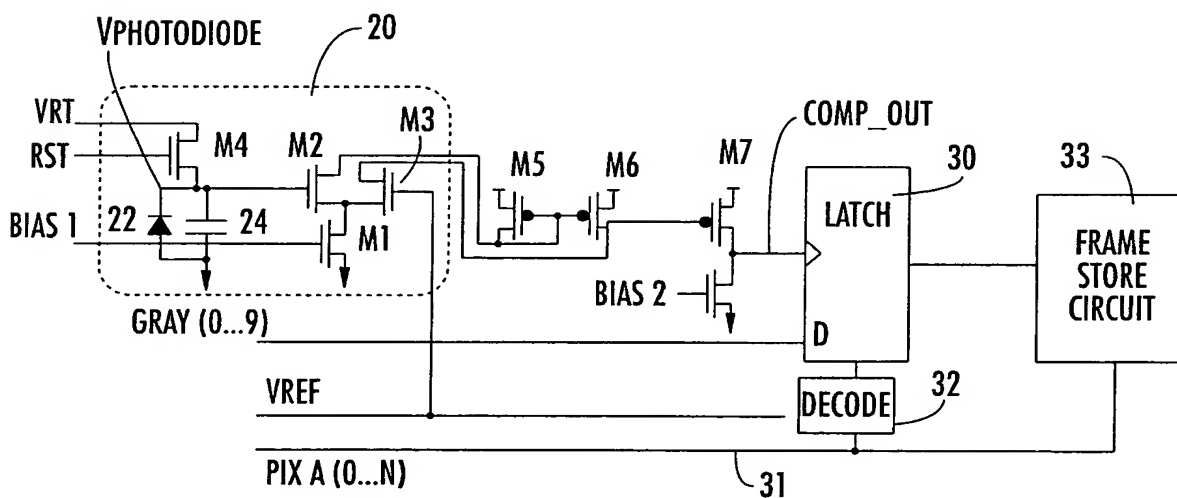 VPHOTODIODE
20
VRT
RST
M4
M2
M3
BIAS 1
22
24
M1
M5
M6
M7
COMP_OUT
BIAS 2
LATCH
30
D
33
FRAME
STORE
CIRCUIT
GRAY (0...9)
VREF
DECODE
32
PIX A (0...N)
31